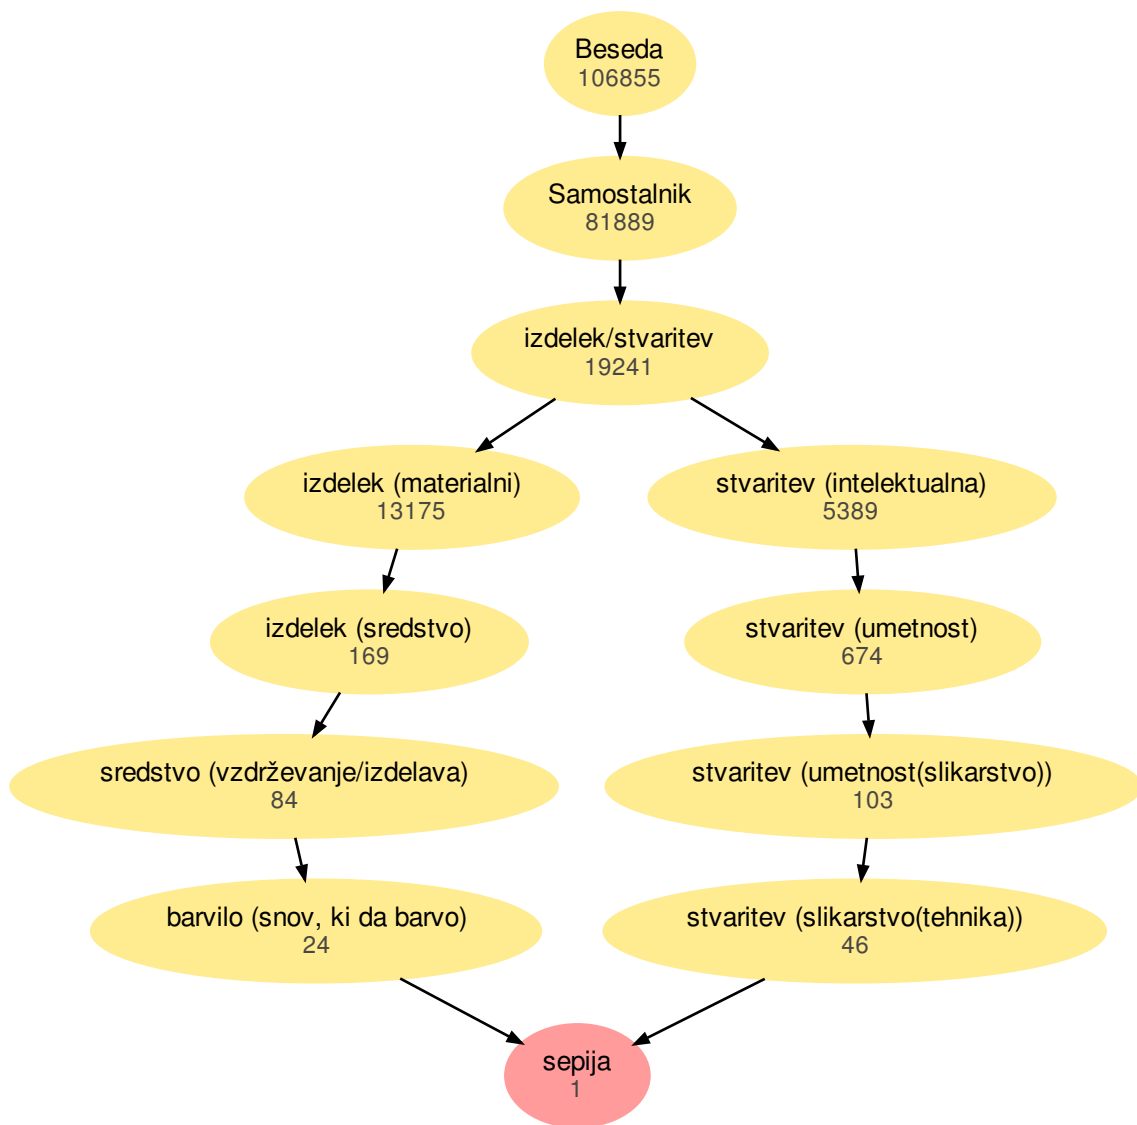 Beseda
106855
Samostalnik
81889
izdelek/stvaritev
19241
izdelek (materialni)
13175
stvaritev (intelektualna)
5389
izdelek (sredstvo)
169
stvaritev (umetnost)
674
sredstvo (vzdrževanje/izdelava)
84
stvaritev (umetnost(slikarstvo))
103
barvilo (snov, ki da barvo)
24
stvaritev (slikarstvo(tehnika))
46
sepija
1